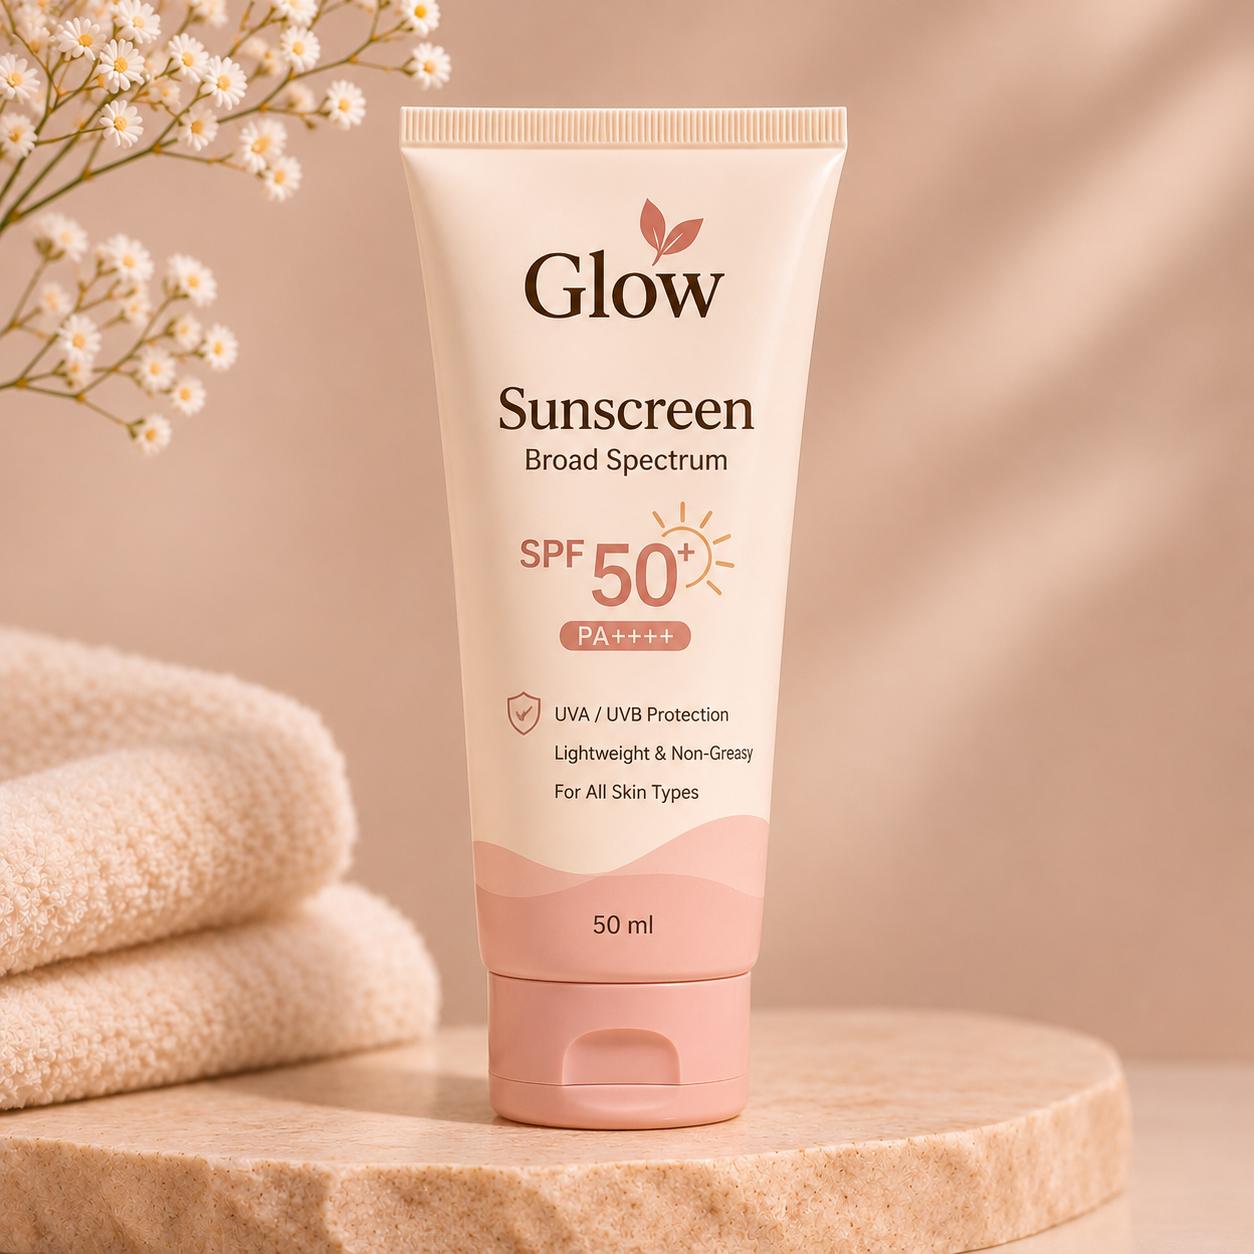 Glow
Sunscreen
Broad Spectrum
SPF 50+
PA++++
UVA / UVB Protection
Lightweight & Non-Greasy
For All Skin Types
50 ml